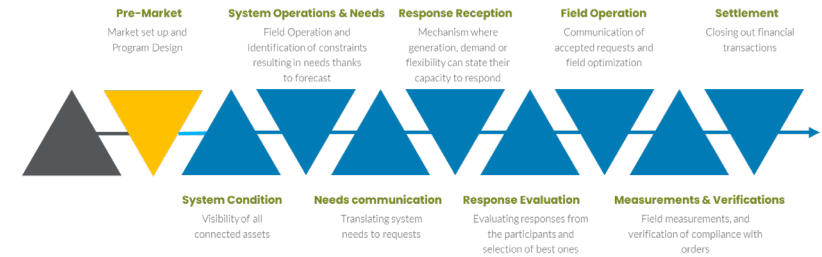 Pre-Market
Market set up and
Program Design
System Operations & Needs
Field Operation and
Identification of constraints
resulting in needs thanks
to forecast
Response Reception
Mechanism where
generation, demand or
flexibility can state their
capacity to respond
Field Operation
Communication of
accepted requests and
field optimization
Settlement
Closing out financial
transactions
System Condition
Visibility of all
connected assets
Needs communication
Translating system
needs to requests
Response Evaluation
Evaluating responses from
the participants and
selection of best ones
Measurements & Verifications
Field measurements, and
verification of compliance with
orders